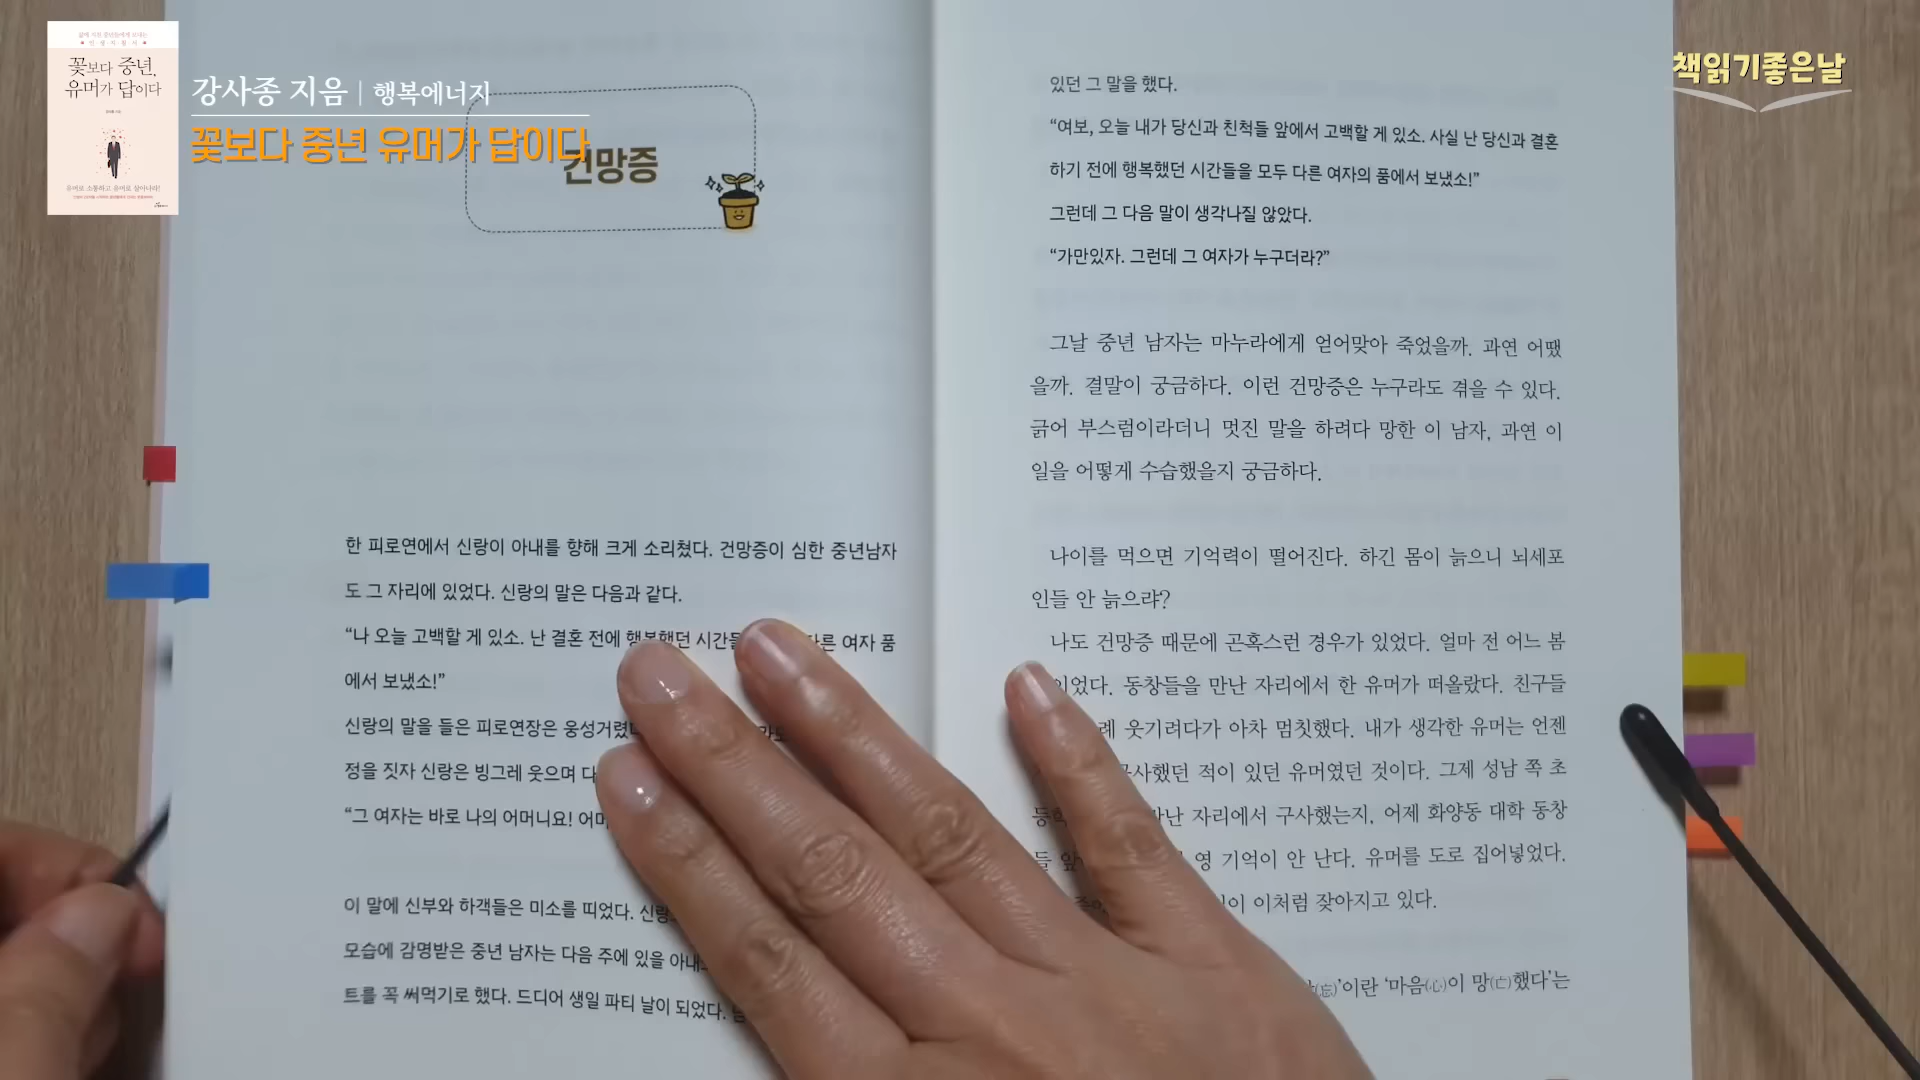 꽃보다 중년,
유머가 답이다
강사종 지음 | 행복에너지
꽃보다 중년 유머가 답이다
책읽기좋은날
건망증
한 피로연에서 신랑이 아내를 향해 크게 소리쳤다. 건망증이 심한 중년남자
도 그 자리에 있었다. 신랑의 말은 다음과 같다.
“나 오늘 고백할 게 있소. 난 결혼 전에 행복했던 시간들 다른 여자 품
에서 보냈소!”
신랑의 말을 들은 피로연장은 웅성거렸
정을 짓자 신랑은 빙그레 웃으며 다
“그 여자는 바로 나의 어머니요! 어머
이 말에 신부와 하객들은 미소를 띠었다. 신랑
모습에 감명받은 중년 남자는 다음 주에 있을 아내
트를 꼭 써먹기로 했다. 드디어 생일 파티 날이 되었다.
있던 그 말을 했다.
“여보, 오늘 내가 당신과 친척들 앞에서 고백할 게 있소. 사실 난 당신과 결혼
하기 전에 행복했던 시간들을 모두 다른 여자의 품에서 보냈소!”
그런데 그 다음 말이 생각나질 않았다.
“가만있자. 그런데 그 여자가 누구더라?”
그날 중년 남자는 마누라에게 얻어맞아 죽었을까. 과연 어땠
을까. 결말이 궁금하다. 이런 건망증은 누구라도 겪을 수 있다.
긁어 부스럼이라더니 멋진 말을 하려다 망한 이 남자, 과연 이
일을 어떻게 수습했을지 궁금하다.
나이를 먹으면 기억력이 떨어진다. 하긴 몸이 늙으니 뇌세포
인들 안 늙으랴?
나도 건망증 때문에 곤혹스런 경우가 있었다. 얼마 전 어느 봄
이었다. 동창들을 만난 자리에서 한 유머가 떠올랐다. 친구들
웃기려다가 아차 멈칫했다. 내가 생각한 유머는 언젠
구사했던 적이 있던 유머였던 것이다. 그제 성남 쪽 초
자리에서 구사했는지, 어제 화양동 대학 동창
들 영 기억이 안 난다. 유머를 도로 집어넣었다.
이처럼 잦아지고 있다.
(忘)’이란 ‘마음(心)이 망(亡)했다’는